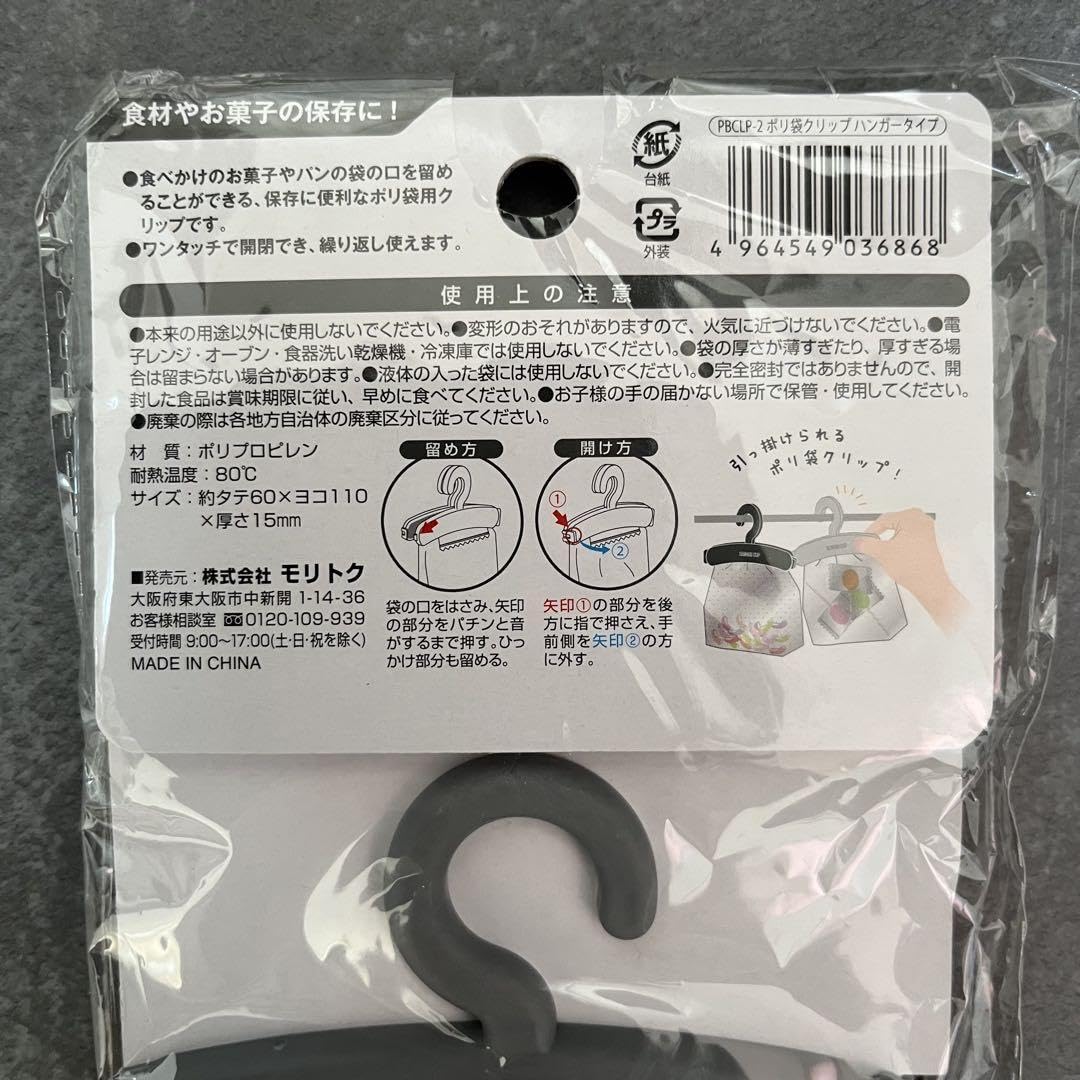 食材やお菓子の保存に！
●食べかけのお菓子やパンの袋の口を留め
ることができる、保存に便利なポリ袋用ク
リップです。
●ワンタッチで開閉でき、繰り返し使えます。
紙
台紙
プラ
外装
PBCLP-2 ポリ袋クリップ ハンガータイプ
4 964549 036868
使用上の注意
●本来の用途以外に使用しないでください。●変形のおそれがありますので、火気に近づけないでください。●電
子レンジ・オーブン・食器洗い乾燥機・冷凍庫では使用しないでください。●袋の厚さが薄すぎたり、厚すぎる場
合は留まらない場合があります。●液体の入った袋には使用しないでください。●完全密封ではありませんので、開
封した食品は賞味期限に従い、早めに食べてください。●お子様の手の届かない場所で保管・使用してください。
●廃棄の際は各地方自治体の廃棄区分に従ってください。
材 質：ポリプロピレン
耐熱温度：80℃
サイズ：約タテ60×ヨコ110
×厚さ15mm
■発売元：株式会社 モリトク
大阪府東大阪市中新開 1-14-36
お客様相談室 0120-109-939
受付時間 9:00～17:00(土・日・祝を除く)
MADE IN CHINA
留め方
袋の口をはさみ、矢印
の部分をパチンと音
がするまで押す。ひっ
かけ部分も留める。
開け方
①
②
矢印①の部分を後
方に指で押さえ、手
前側を矢印②の方
に外す。
引っ掛けられる
ポリ袋クリップ！